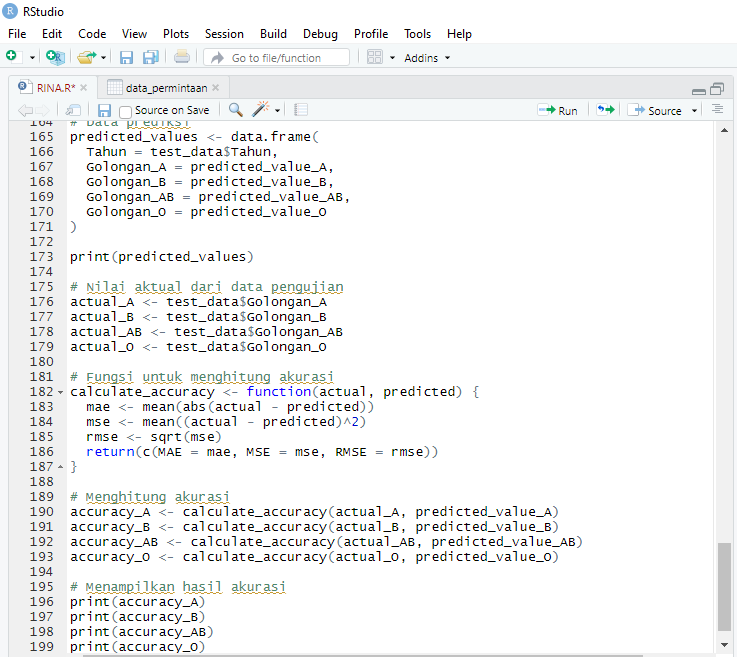 RStudio
File Edit Code View Plots Session Build Debug Profile Tools Help
Go to file/function Addins
RINA.R* data_permintaan
Source on Save Run Source
164 # Data prediksi
165 predicted_values <- data.frame(
166 Tahun = test_data$Tahun,
167 Golongan_A = predicted_value_A,
168 Golongan_B = predicted_value_B,
169 Golongan_AB = predicted_value_AB,
170 Golongan_O = predicted_value_O
171 )
172
173 print(predicted_values)
174
175 # Nilai aktual dari data pengujian
176 actual_A <- test_data$Golongan_A
177 actual_B <- test_data$Golongan_B
178 actual_AB <- test_data$Golongan_AB
179 actual_O <- test_data$Golongan_O
180
181 # Fungsi untuk menghitung akurasi
182 calculate_accuracy <- function(actual, predicted) {
183 mae <- mean(abs(actual - predicted))
184 mse <- mean((actual - predicted)^2)
185 rmse <- sqrt(mse)
186 return(c(MAE = mae, MSE = mse, RMSE = rmse))
187 }
188
189 # Menghitung akurasi
190 accuracy_A <- calculate_accuracy(actual_A, predicted_value_A)
191 accuracy_B <- calculate_accuracy(actual_B, predicted_value_B)
192 accuracy_AB <- calculate_accuracy(actual_AB, predicted_value_AB)
193 accuracy_O <- calculate_accuracy(actual_O, predicted_value_O)
194
195 # Menampilkan hasil akurasi
196 print(accuracy_A)
197 print(accuracy_B)
198 print(accuracy_AB)
199 print(accuracy_O)